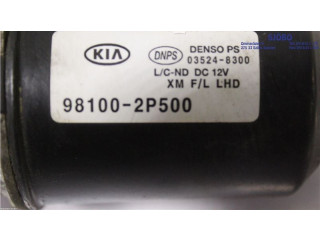 KIA
DNPS
DENSO PS
03524-8300
L/C-ND DC 12V
XM F/L LHD
98100-2P500